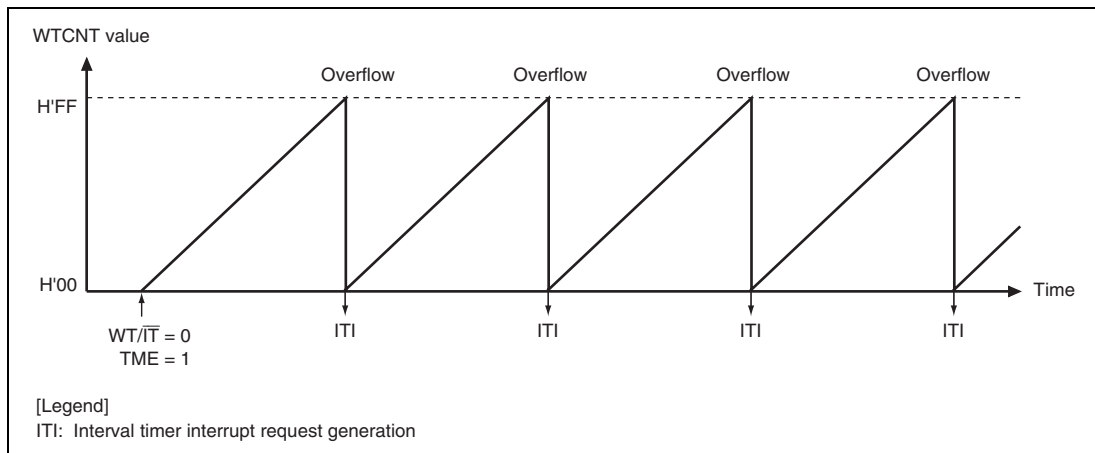 WTCNT value
Overflow Overflow Overflow Overflow
H'FF
H'00
Time
WT/I̅T̅ = 0
TME = 1
ITI ITI ITI ITI
[Legend]
ITI: Interval timer interrupt request generation